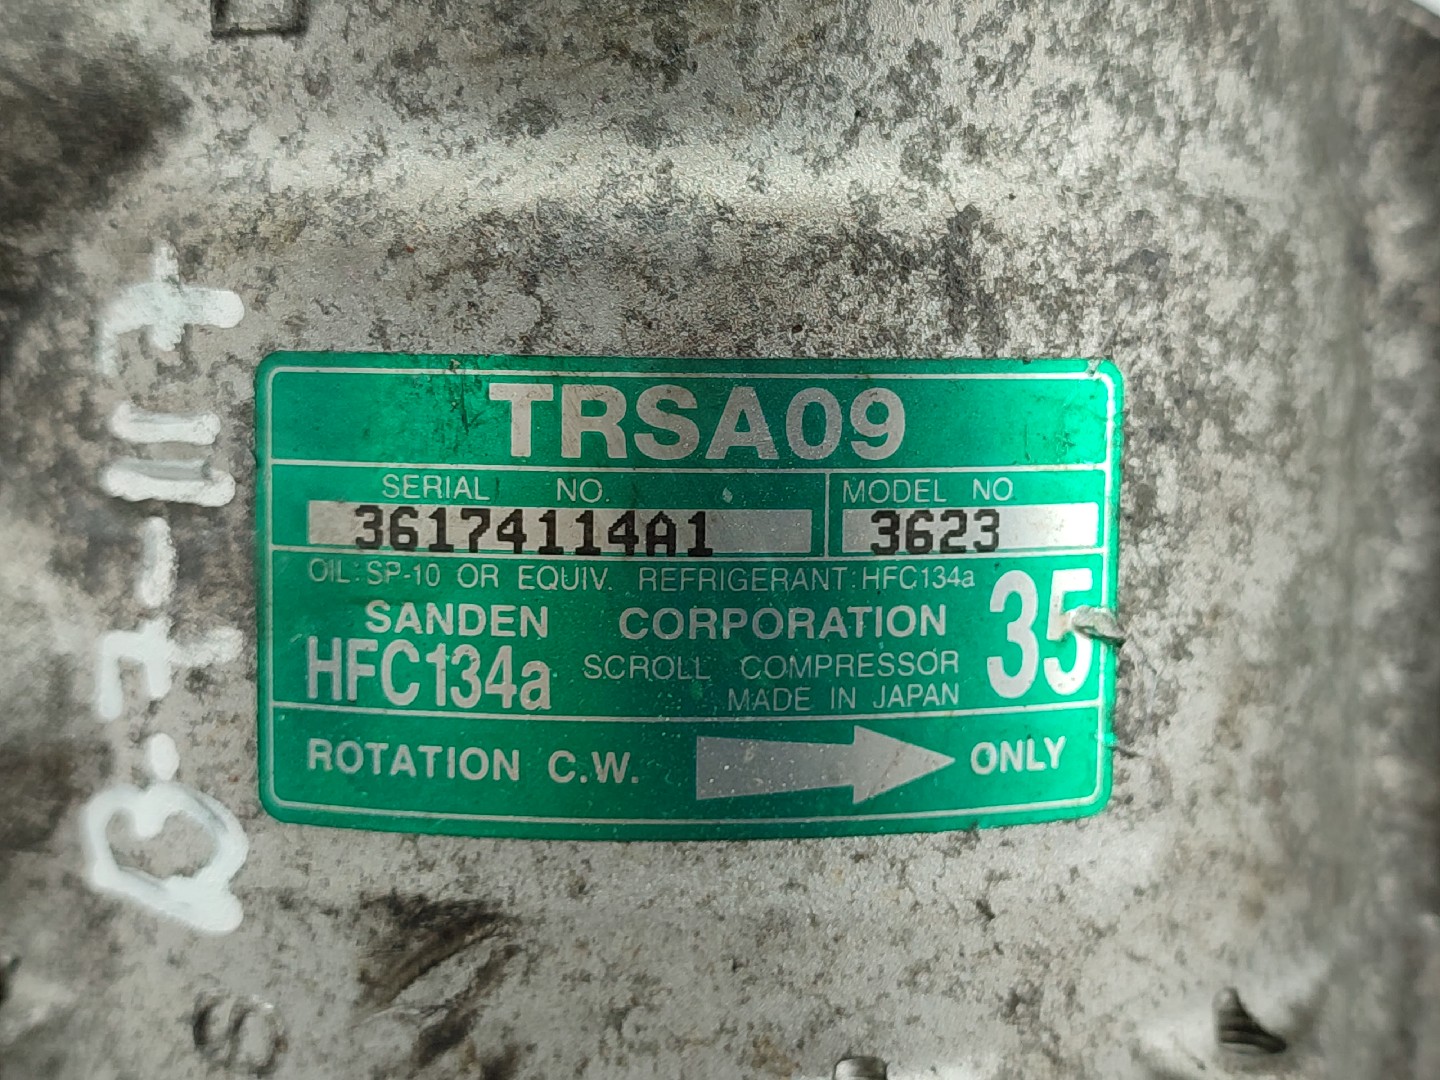 TRSA09
SERIAL NO. MODEL NO
36174114A1 3623
OIL: SP-10 OR EQUIV. REFRIGERANT: HFC134a
SANDEN CORPORATION 35
HFC134a SCROLL COMPRESSOR
MADE IN JAPAN
ROTATION C.W. ONLY
S